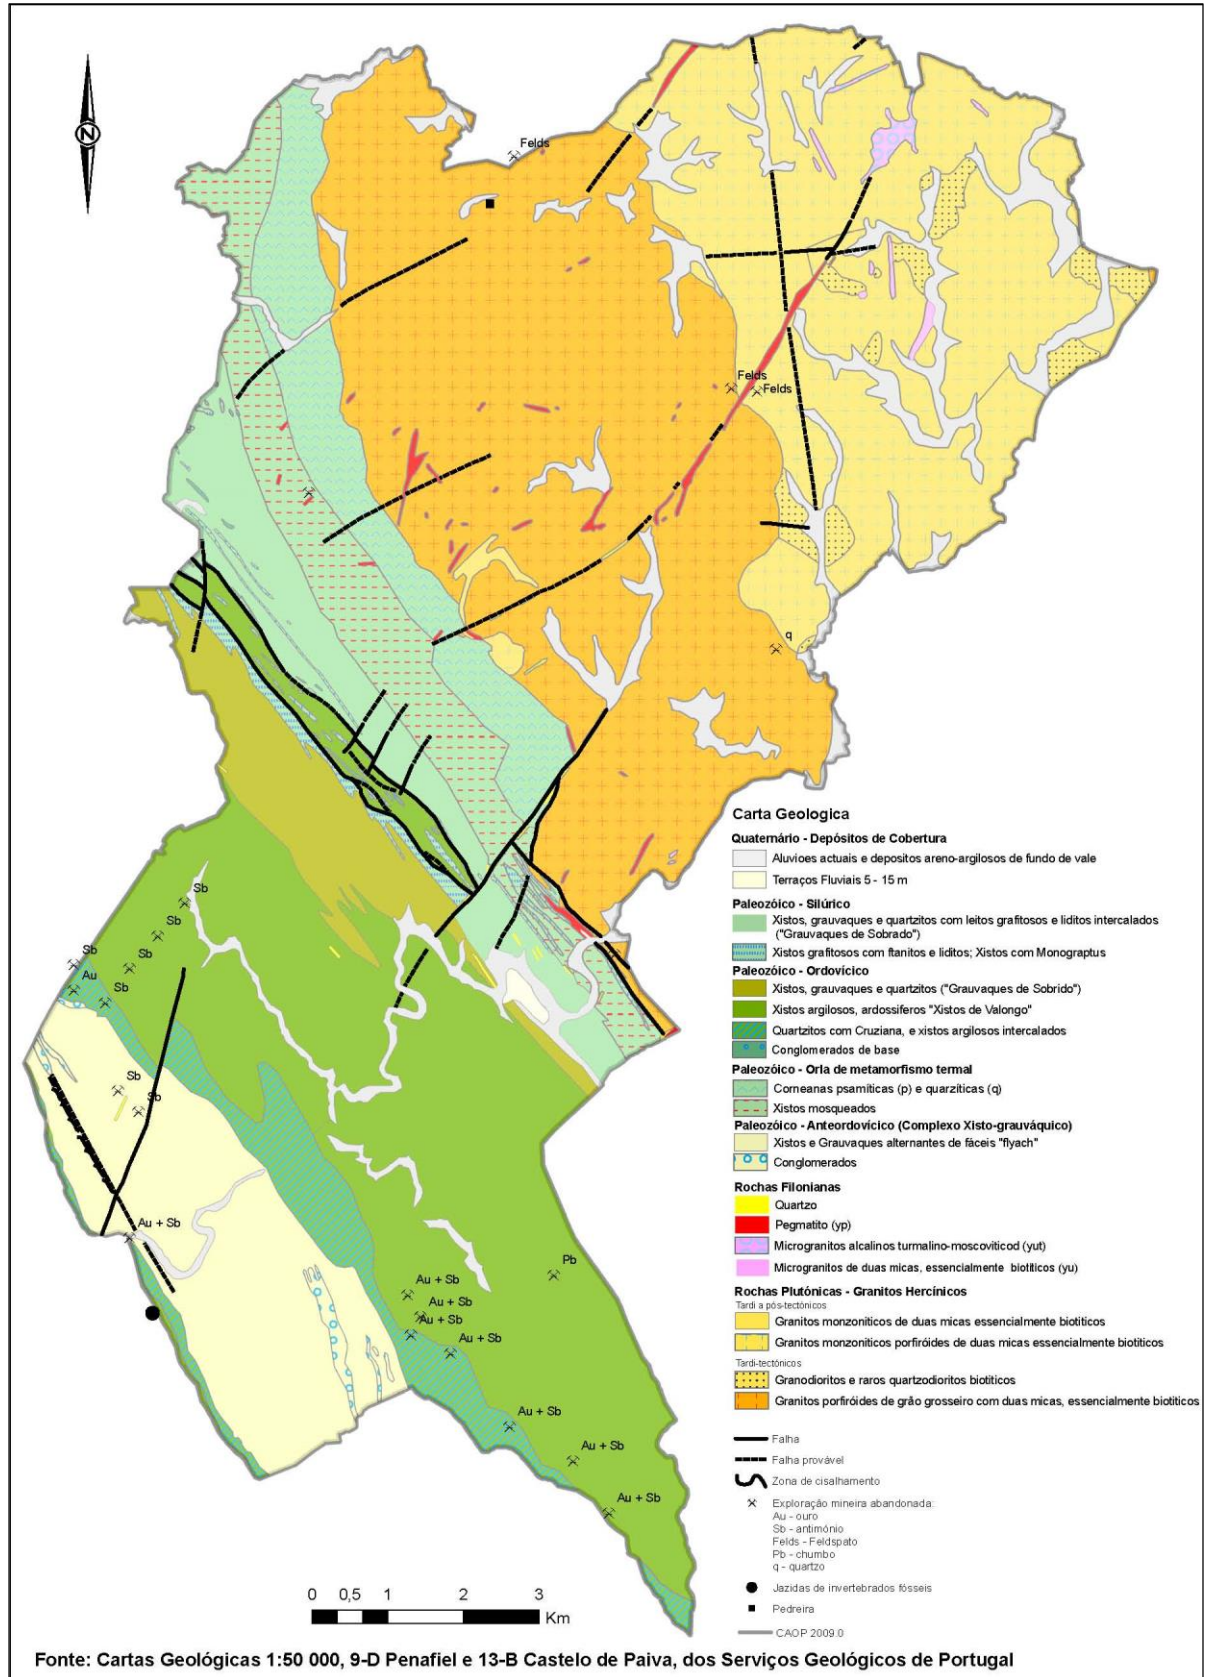 N
Felds
Felds
Felds
q
Sb
Sb
Sb
Sb
Au
Sb
Sb
Sb
Au + Sb
Pb
Au + Sb
Au + Sb
Au + Sb
Au + Sb
Au + Sb
Au + Sb
Au + Sb
Carta Geologica
Quaternário - Depósitos de Cobertura
Aluvioes actuais e depositos areno-argilosos de fundo de vale
Terraços Fluviais 5 - 15 m
Paleozóico - Silúrico
Xistos, grauvaques e quartzitos com leitos grafitosos e liditos intercalados
("Grauvaques de Sobrado")
Xistos grafitosos com ftanitos e liditos; Xistos com Monograptus
Paleozóico - Ordovícico
Xistos, grauvaques e quartzitos ("Grauvaques de Sobrido")
Xistos argilosos, ardossiferos "Xistos de Valongo"
Quartzitos com Cruziana, e xistos argilosos intercalados
Conglomerados de base
Paleozóico - Orla de metamorfismo termal
Corneanas psamíticas (p) e quarzíticas (q)
Xistos mosqueados
Paleozóico - Anteordovícico (Complexo Xisto-grauváquico)
Xistos e Grauvaques alternantes de fáceis "flyach"
Conglomerados
Rochas Filonianas
Quartzo
Pegmatito (yp)
Microgranitos alcalinos turmalino-moscoviticod (yut)
Microgranitos de duas micas, essencialmente biotíticos (yu)
Rochas Plutónicas - Granitos Hercínicos
Tardi a pós-tectónicos
Granitos monzoniticos de duas micas essencialmente biotiticos
Granitos monzoniticos porfiróides de duas micas essencialmente biotíticos
Tardi-tectónicos
Granodioritos e raros quartzodioritos biotíticos
Granitos porfiróides de grão grosseiro com duas micas, essencialmente biotíticos
Falha
Falha provável
Zona de cisalhamento
Exploração mineira abandonada:
Au - ouro
Sb - antimónio
Felds - Feldspato
Pb - chumbo
q - quartzo
Jazidas de invertebrados fósseis
Pedreira
CAOP 2009.0
0 0,5 1 2 3
Km
Fonte: Cartas Geológicas 1:50 000, 9-D Penafiel e 13-B Castelo de Paiva, dos Serviços Geológicos de Portugal